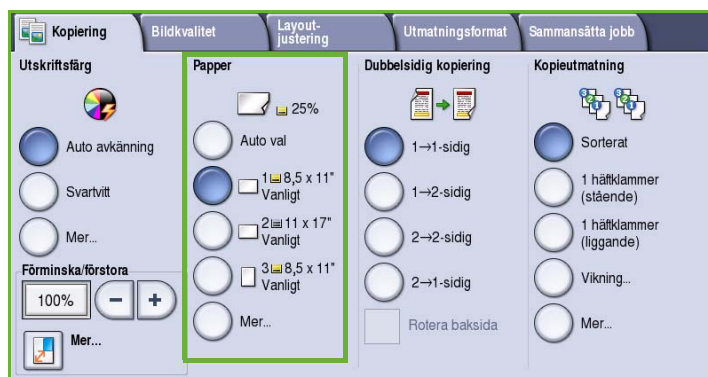 Kopiering
Bildkvalitet
Layout-
justering
Utmatningsformat
Sammansätta jobb
Utskriftsfärg
Auto avkänning
Svartvitt
Mer...
Förminska/förstora
100%
Mer...
Papper
25%
Auto val
1 8,5 x 11"
Vanligt
2 11 x 17"
Vanligt
3 8,5 x 11"
Vanligt
Mer...
Dubbelsidig kopiering
1→1-sidig
1→2-sidig
2→2-sidig
2→1-sidig
Rotera baksida
Kopieutmatning
Sorterat
1 häftklammer
(stående)
1 häftklammer
(liggande)
Vikning...
Mer...